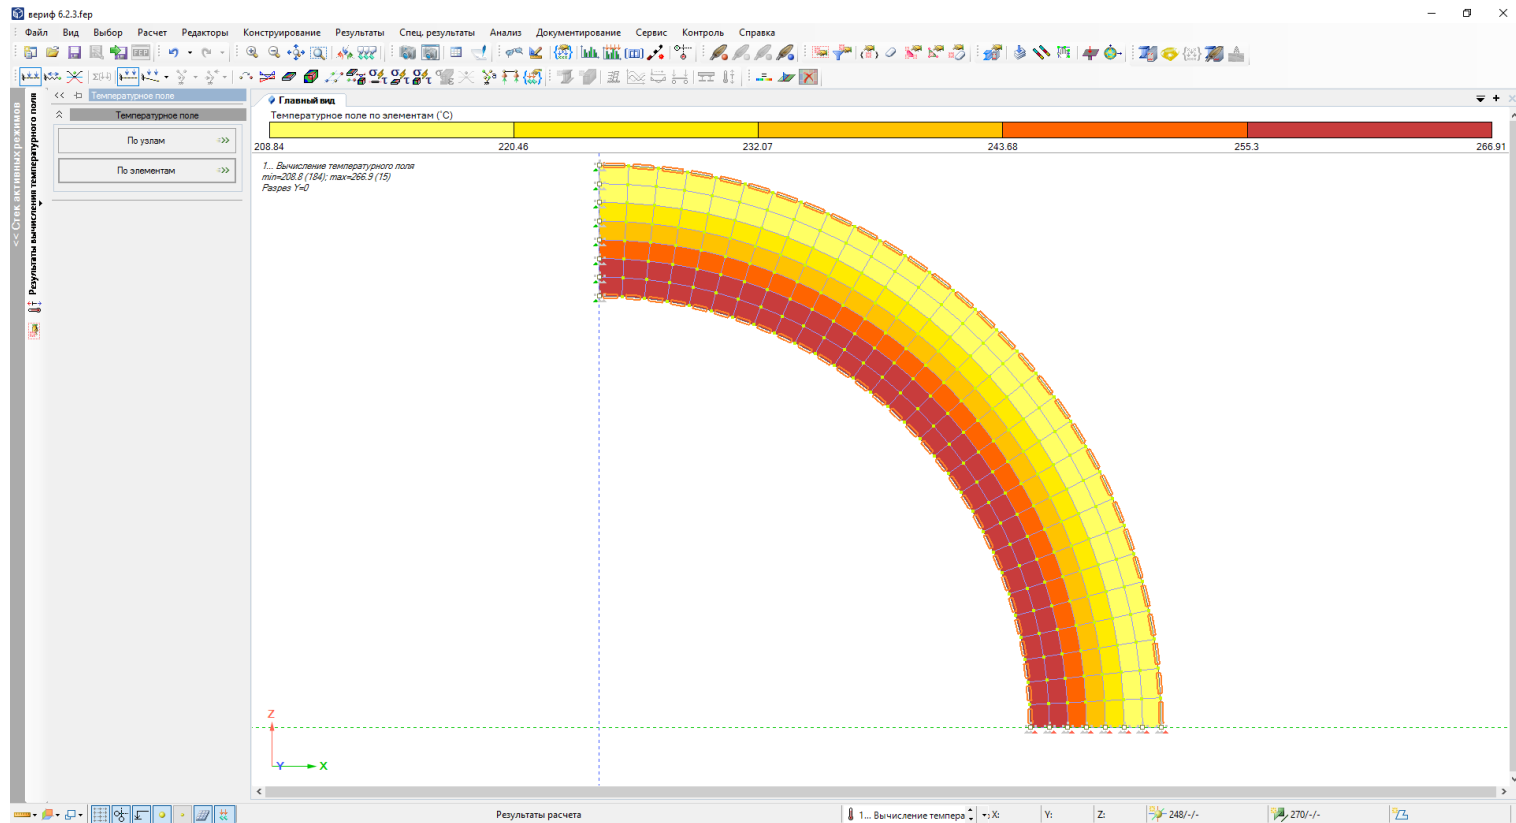 вериф 6.2.3.fep
Файл Вид Выбор Расчет Редакторы Конструирование Результаты Спец. результаты Анализ Документирование Сервис Контроль Справка
<< Стек активных режимов
Результаты вычисления температурного поля
Температурное поле
Температурное поле
По узлам
По элементам
Главный вид
Температурное поле по элементам (°C)
208.84 220.46 232.07 243.68 255.3 266.91
1... Вычисление температурного поля
min=208.8 (184); max=266.9 (15)
Разрез Y=0
Z
Y X
Результаты расчета
1... Вычисление темпера
X: Y: Z:
248/-/-
270/-/-